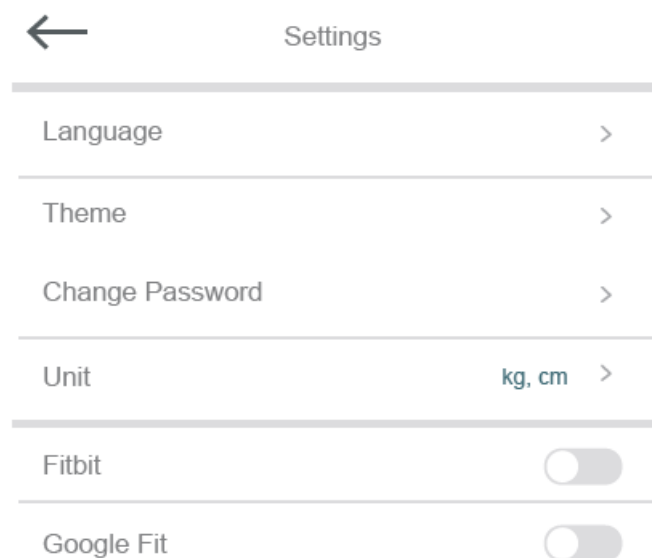 Settings
Language
Theme
Change Password
Unit kg, cm
Fitbit
Google Fit